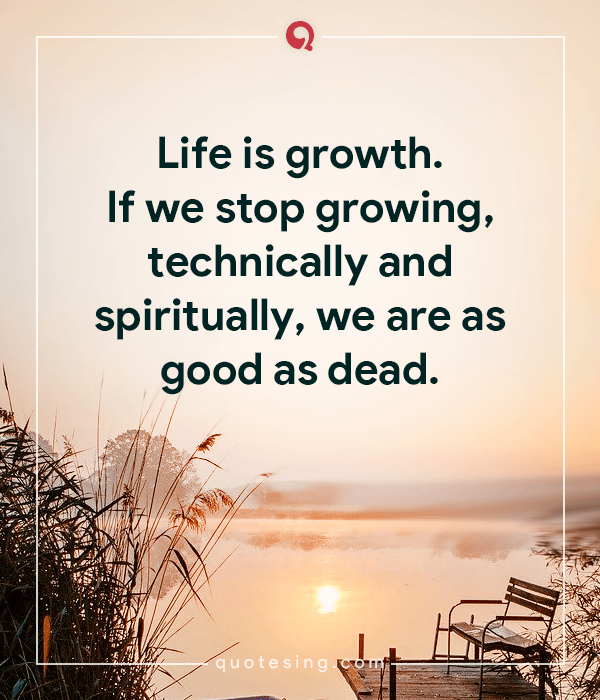 Life is growth.
If we stop growing,
technically and
spiritually, we are as
good as dead.
quotesing.com